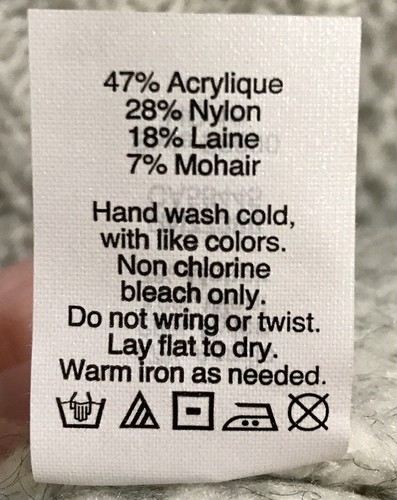 47% Acrylique
28% Nylon
18% Laine
7% Mohair
Hand wash cold,
with like colors.
Non chlorine
bleach only.
Do not wring or twist.
Lay flat to dry.
Warm iron as needed.